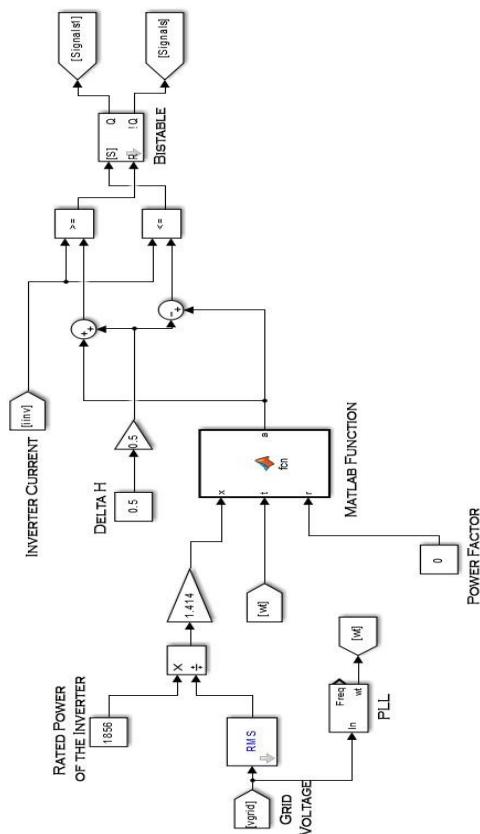 RATED POWER
OF THE INVERTER
1856
X
÷
1.414
[vgrid]
GRID
VOLTAGE
RMS
In
Freq
wt
PLL
[wt]
[wt]
0
POWER FACTOR
x
t
r
fcn
a
MATLAB FUNCTION
DELTA H
0.5
0.5
INVERTER CURRENT
[iinv]
+
+
−
+
>=
<=
[S]
R
Q
!Q
BISTABLE
[Signals1]
[Signals]